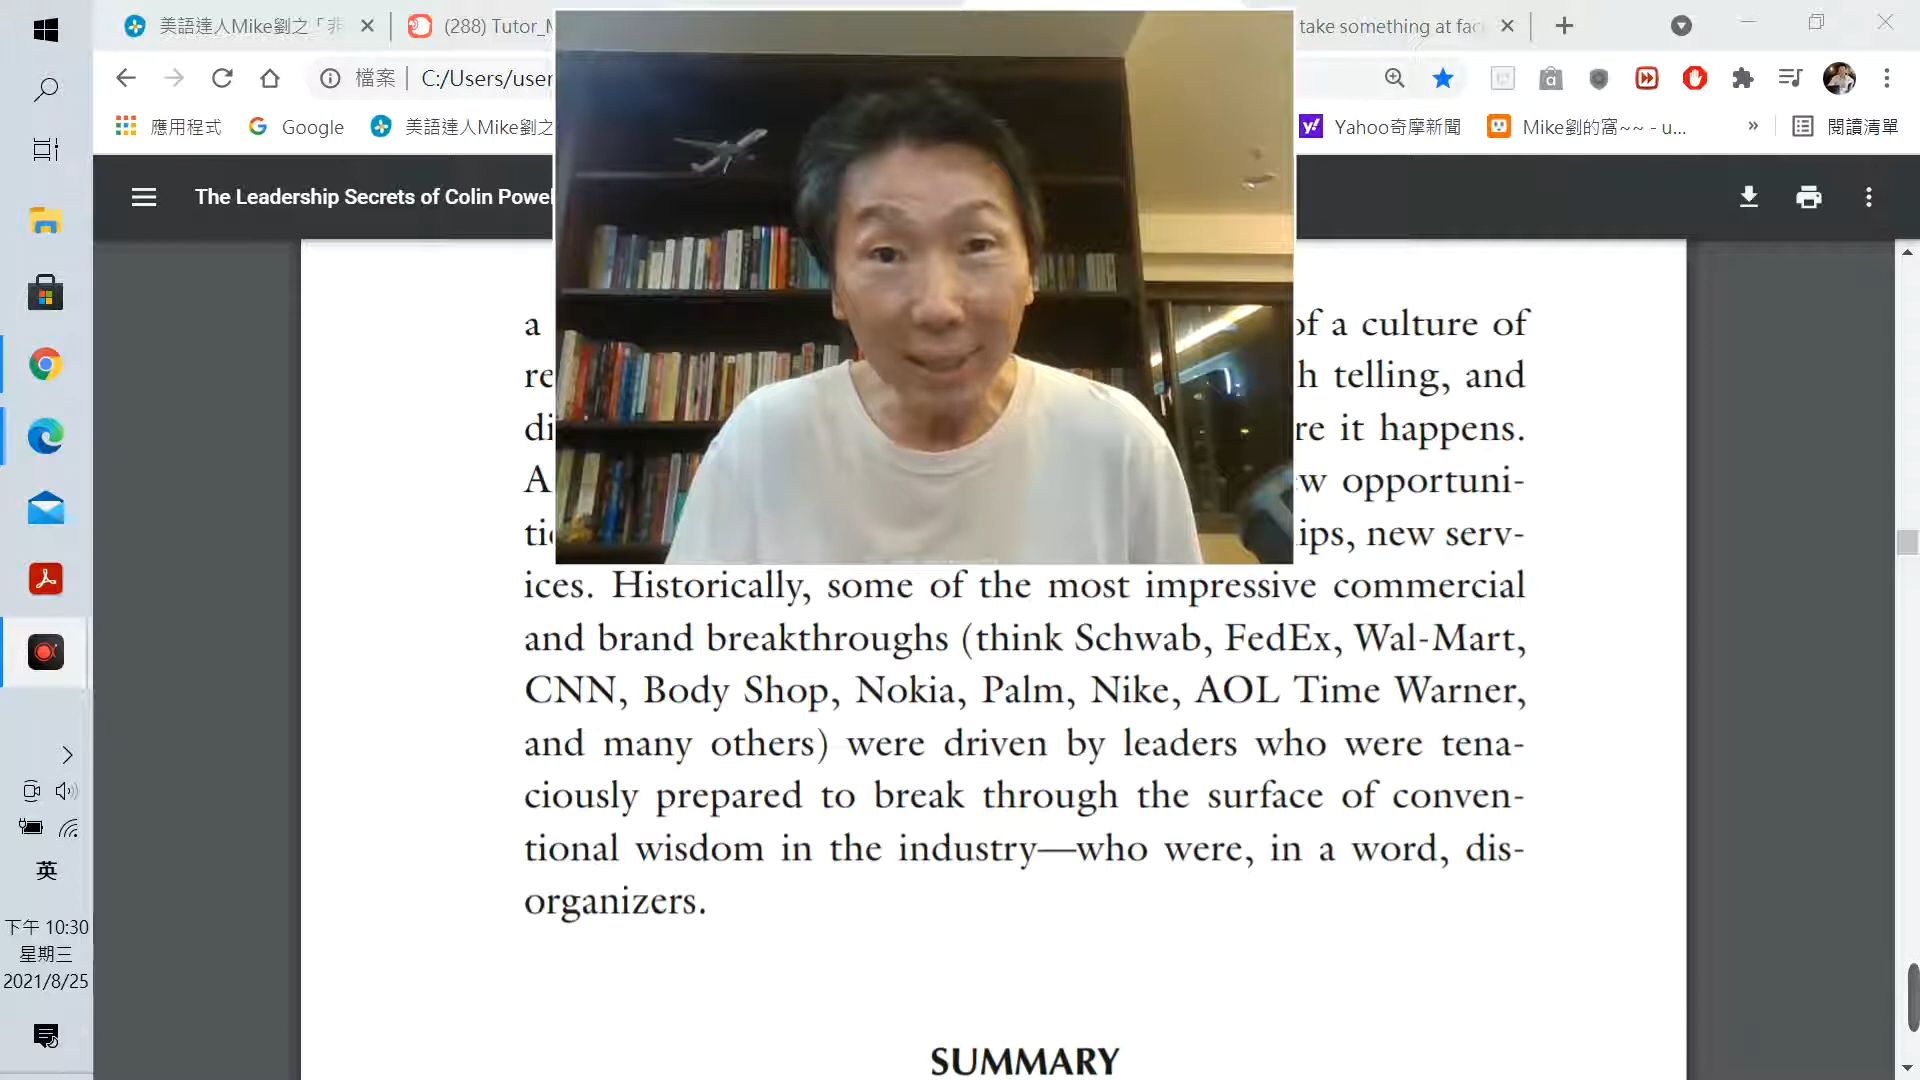 美語達人Mike劉之「非
(288) Tutor_M
take something at fac
檔案
C:/Users/user
應用程式
Google
美語達人Mike劉之
Yahoo奇摩新聞
Mike劉的窩~~ - u...
»
閱讀清單
The Leadership Secrets of Colin Powel
a of a culture of
re h telling, and
di re it happens.
A w opportuni-
tio ips, new serv-
ices. Historically, some of the most impressive commercial
and brand breakthroughs (think Schwab, FedEx, Wal-Mart,
CNN, Body Shop, Nokia, Palm, Nike, AOL Time Warner,
and many others) were driven by leaders who were tena-
ciously prepared to break through the surface of conven-
tional wisdom in the industry—who were, in a word, dis-
organizers.
SUMMARY
英
下午 10:30
星期三
2021/8/25